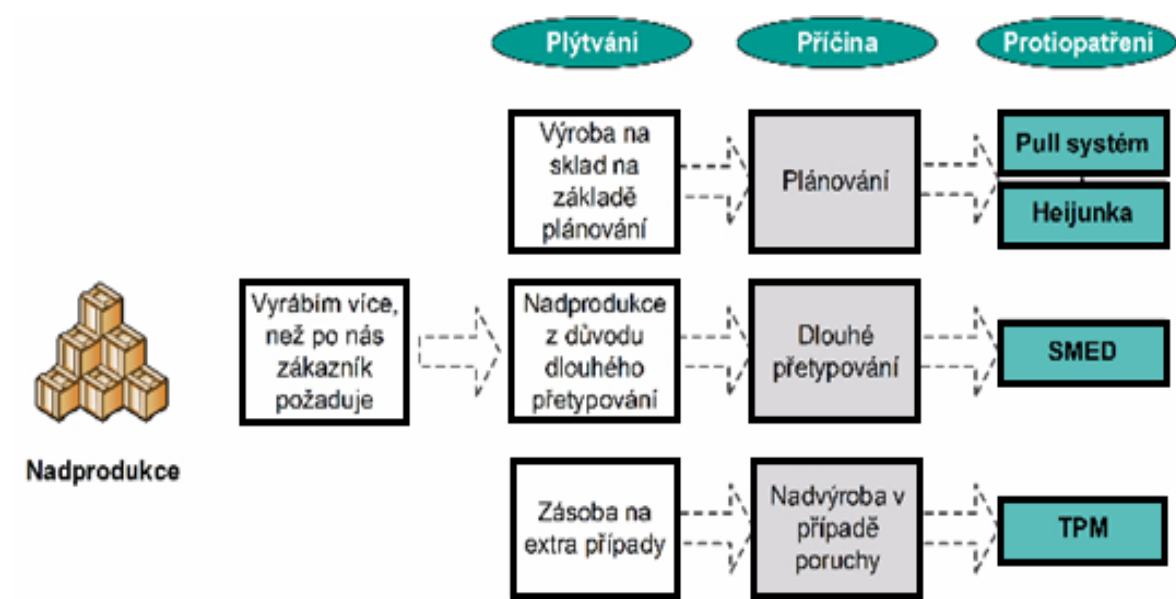 Plýtvání
Příčina
Protiopatření
Výroba na
sklad na
základě
plánování
Plánování
Pull systém
Heijunka
Vyrábím více,
než po nás
zákazník
požaduje
Nadprodukce
z důvodu
dlouhého
přetypování
Dlouhé
přetypování
SMED
Nadprodukce
Zásoba na
extra případy
Nadvýroba v
případě
poruchy
TPM